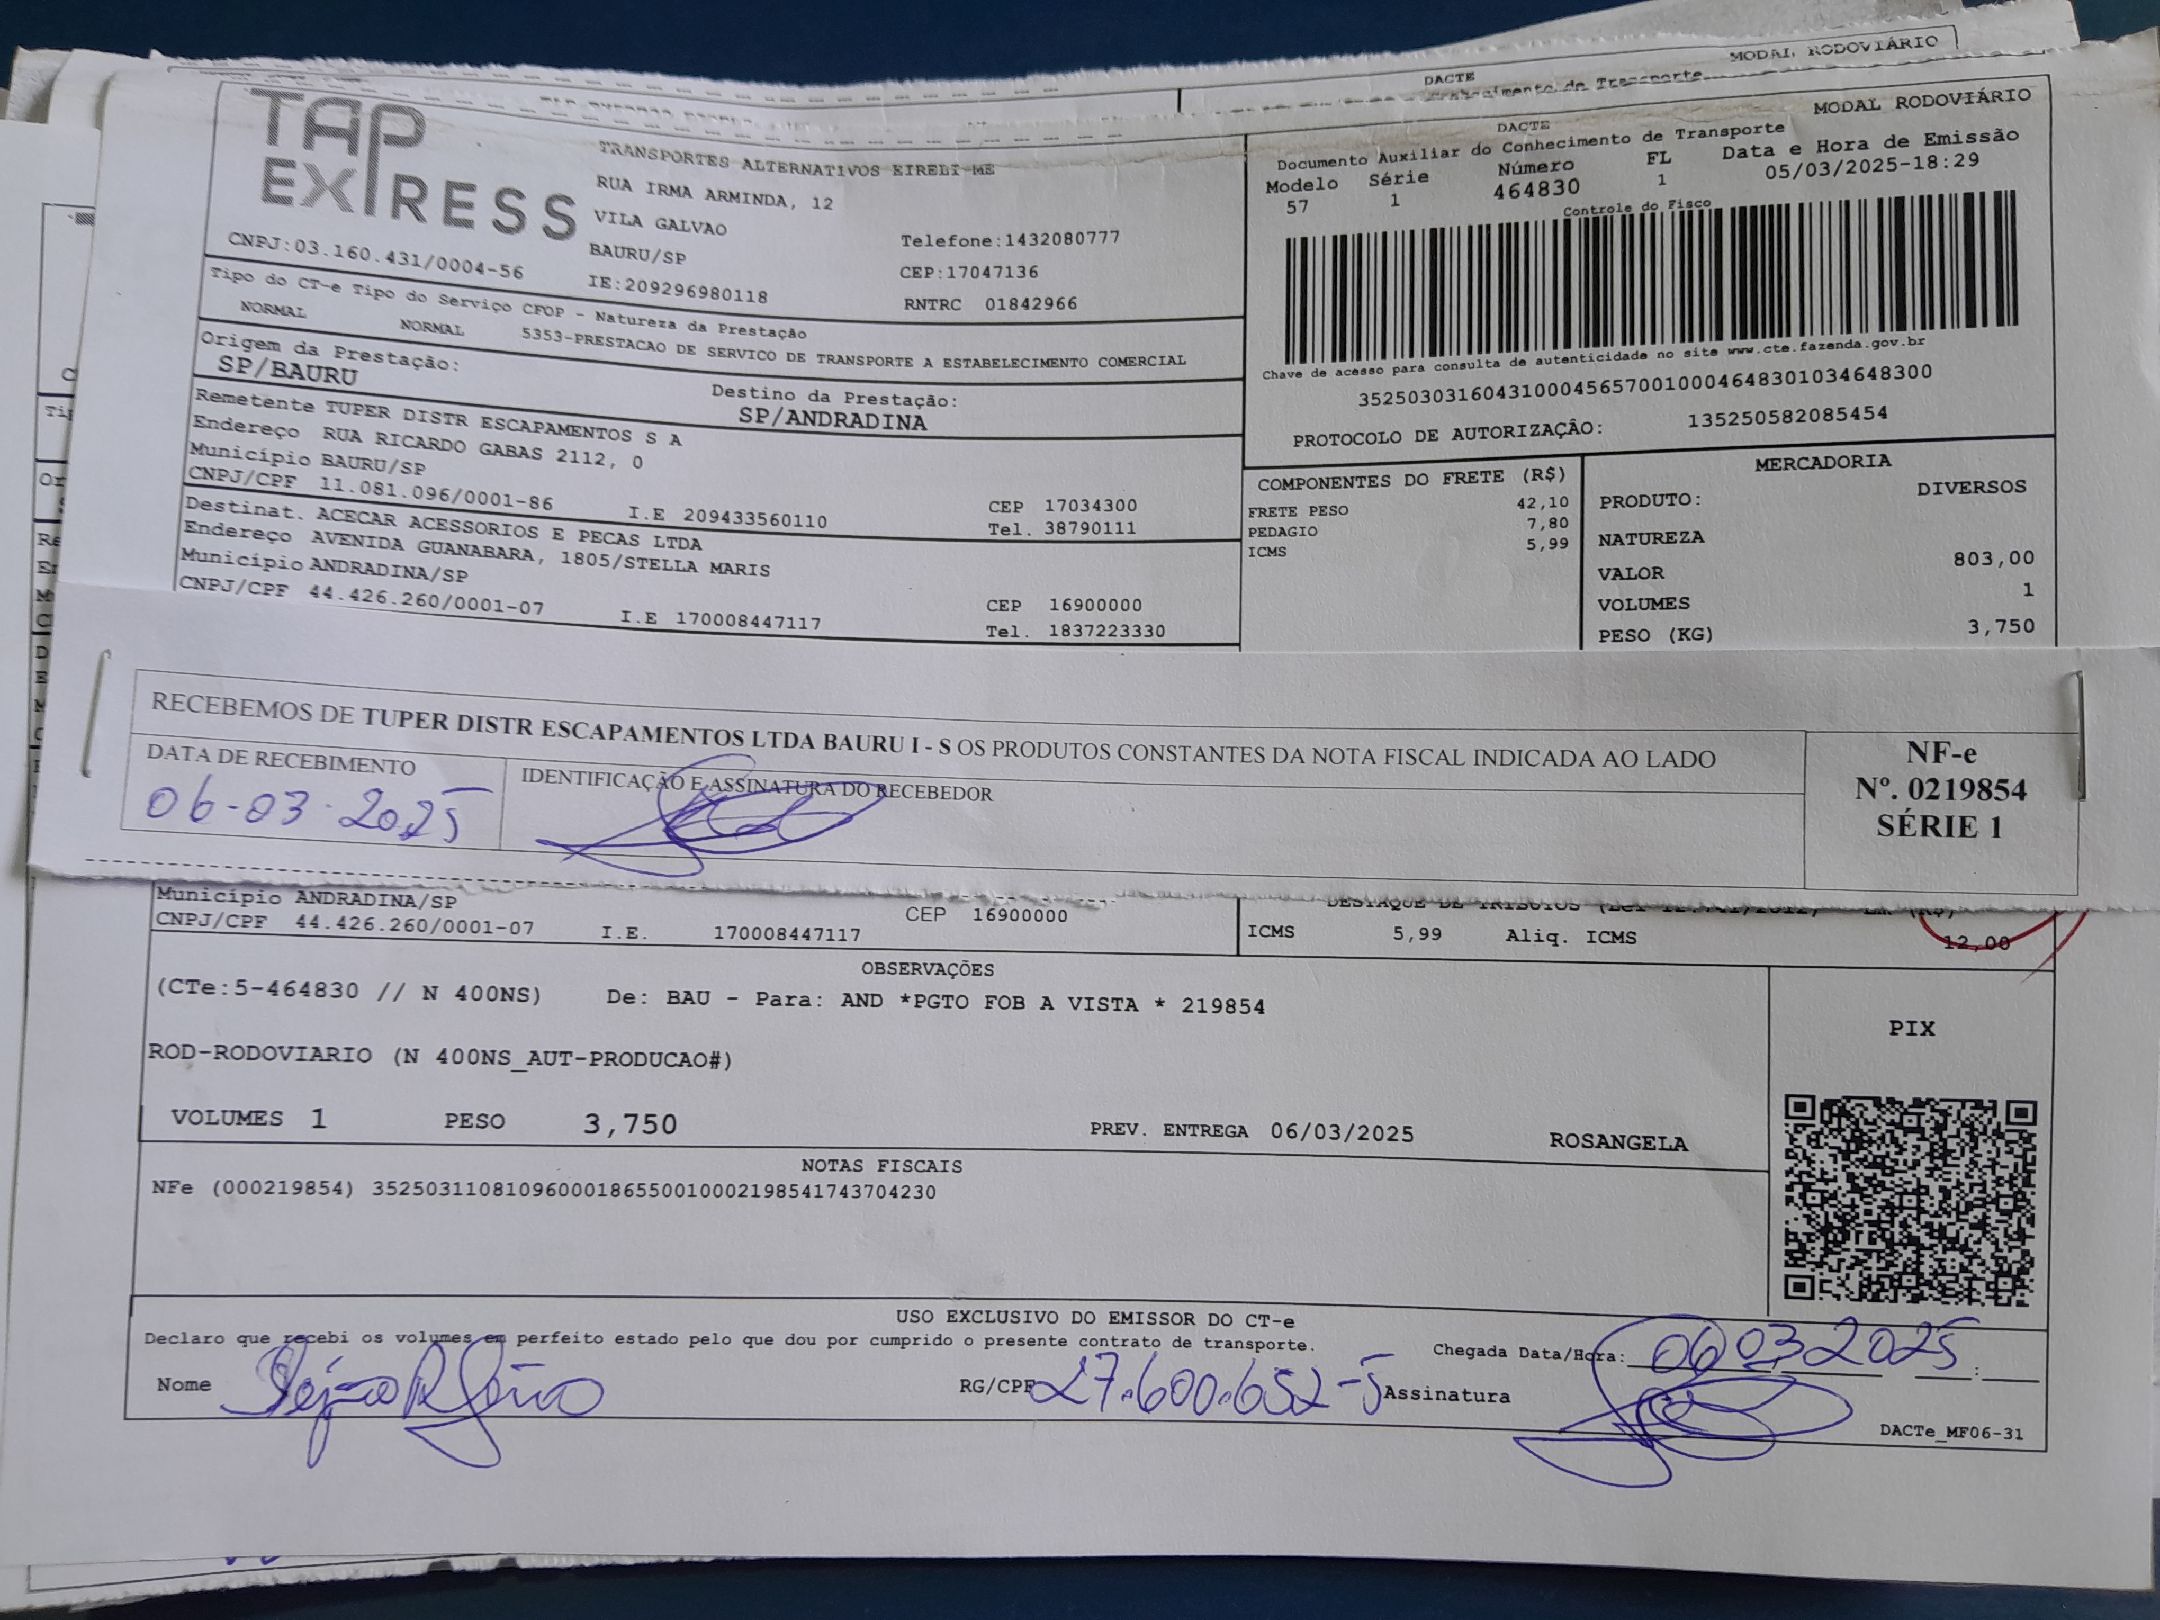 MODAL RODOVIÁRIO
DACTE
de Transporte
TAP EXPRESS
TRANSPORTES ALTERNATIVOS EIRELI-ME
RUA IRMA ARMINDA, 12
VILA GALVAO
BAURU/SP
IE:209296980118
CNPJ:03.160.431/0004-56
Telefone:1432080777
CEP:17047136
RNTRC 01842966
DACTE
MODAL RODOVIÁRIO
Documento Auxiliar do Conhecimento de Transporte
Modelo Série Número FL Data e Hora de Emissão
57 1 464830 1 05/03/2025-18:29
Controle do Fisco
Chave de acesso para consulta de autenticidade no site www.cte.fazenda.gov.br
35250303160431000456570010004648301034648300
PROTOCOLO DE AUTORIZAÇÃO: 135250582085454
Tipo do CT-e Tipo do Serviço CFOP - Natureza da Prestação
NORMAL NORMAL 5353-PRESTACAO DE SERVICO DE TRANSPORTE A ESTABELECIMENTO COMERCIAL
Origem da Prestação: Destino da Prestação:
SP/BAURU SP/ANDRADINA
Remetente TUPER DISTR ESCAPAMENTOS S A
Endereço RUA RICARDO GABAS 2112, 0
Município BAURU/SP CEP 17034300
CNPJ/CPF 11.081.096/0001-86 I.E 209433560110 Tel. 38790111
Destinat. ACECAR ACESSORIOS E PECAS LTDA
Endereço AVENIDA GUANABARA, 1805/STELLA MARIS
Município ANDRADINA/SP CEP 16900000
CNPJ/CPF 44.426.260/0001-07 I.E 170008447117 Tel. 1837223330
COMPONENTES DO FRETE (R$)
FRETE PESO 42,10
PEDAGIO 7,80
ICMS 5,99
MERCADORIA
PRODUTO: DIVERSOS
NATUREZA
VALOR 803,00
VOLUMES 1
PESO (KG) 3,750
RECEBEMOS DE TUPER DISTR ESCAPAMENTOS LTDA BAURU I - S OS PRODUTOS CONSTANTES DA NOTA FISCAL INDICADA AO LADO
DATA DE RECEBIMENTO IDENTIFICAÇÃO E ASSINATURA DO RECEBEDOR
06-03-2025
NF-e
Nº. 0219854
SÉRIE 1
Município ANDRADINA/SP CEP 16900000
CNPJ/CPF 44.426.260/0001-07 I.E. 170008447117
DESTAQUE DE TRIBUTOS
ICMS 5,99 Aliq. ICMS 12,00
OBSERVAÇÕES
(CTe:5-464830 // N 400NS) De: BAU - Para: AND *PGTO FOB A VISTA * 219854
ROD-RODOVIARIO (N 400NS_AUT-PRODUCAO#)
VOLUMES 1 PESO 3,750 PREV. ENTREGA 06/03/2025 ROSANGELA
PIX
NOTAS FISCAIS
NFe (000219854) 35250311081096000186550010002198541743704230
USO EXCLUSIVO DO EMISSOR DO CT-e
Declaro que recebi os volumes em perfeito estado pelo que dou por cumprido o presente contrato de transporte.
Chegada Data/Hora: 06 03 2025
Nome RG/CPF 27.600.652-5 Assinatura
DACTe_MF06-31